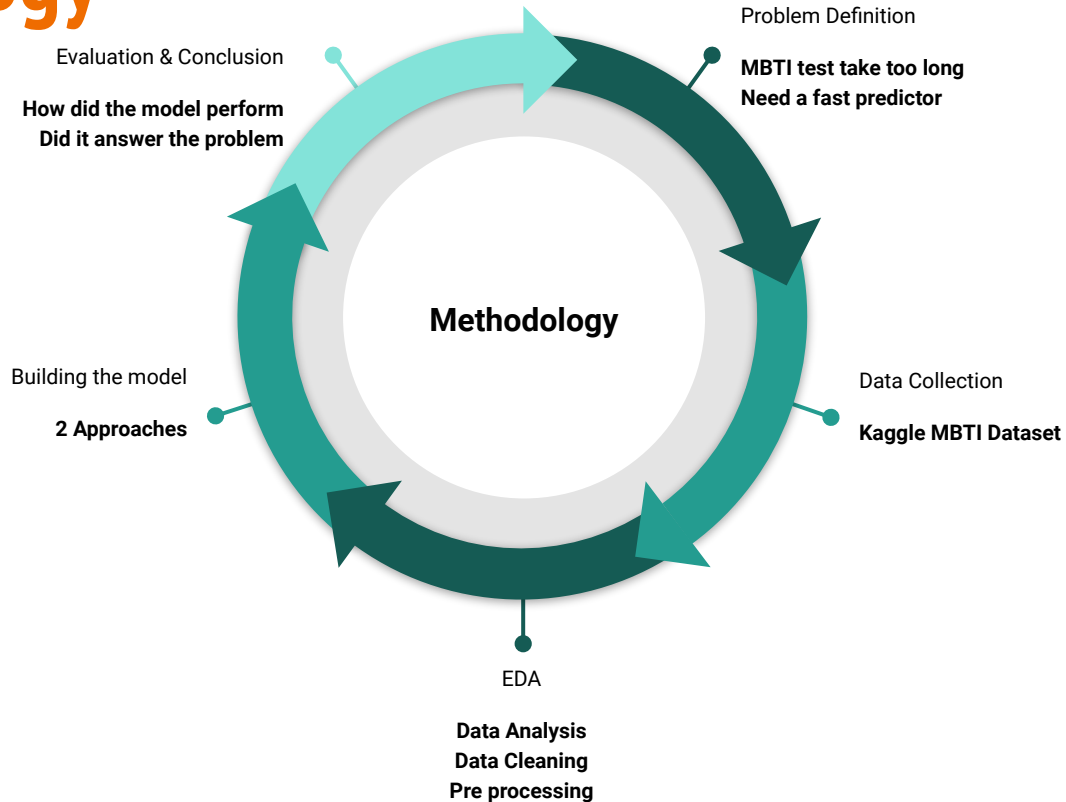 ogy
Problem Definition
MBTI test take too long
Need a fast predictor
Evaluation & Conclusion
How did the model perform
Did it answer the problem
Methodology
Building the model
2 Approaches
Data Collection
Kaggle MBTI Dataset
EDA
Data Analysis
Data Cleaning
Pre processing